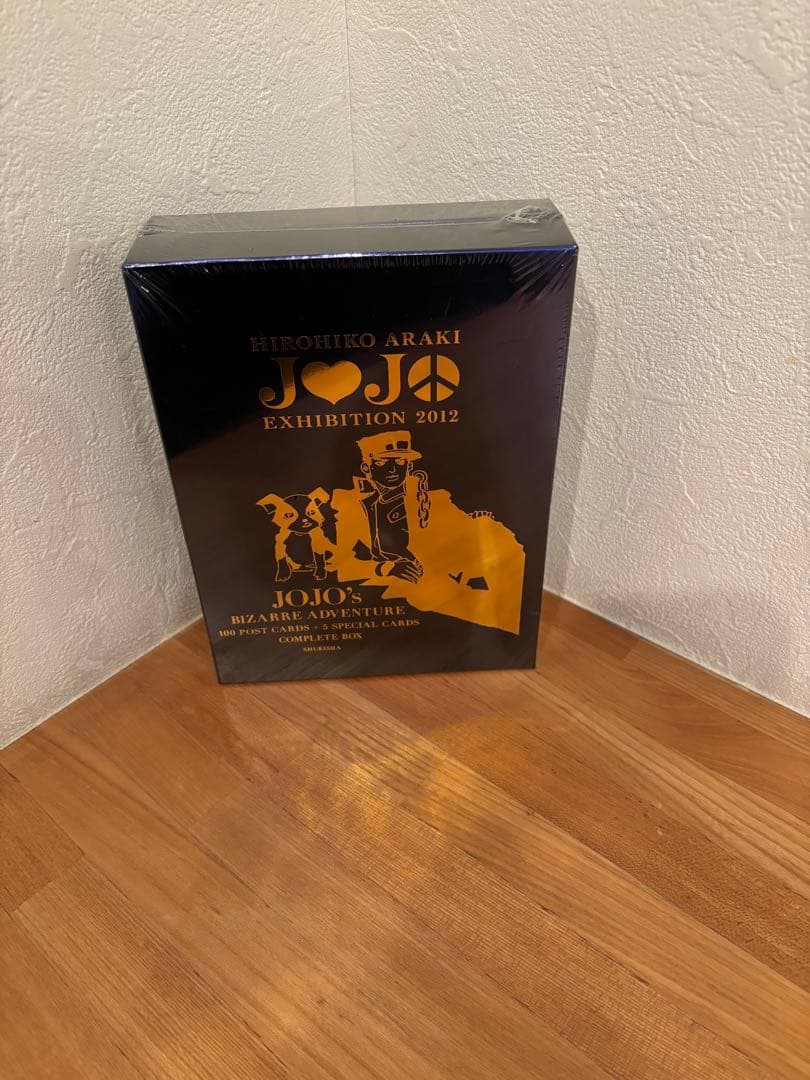 HIROHIKO ARAKI
JOJO
EXHIBITION 2012
JOJO's
BIZARRE ADVENTURE
100 POST CARDS + 5 SPECIAL CARDS
COMPLETE BOX
SHUEISHA